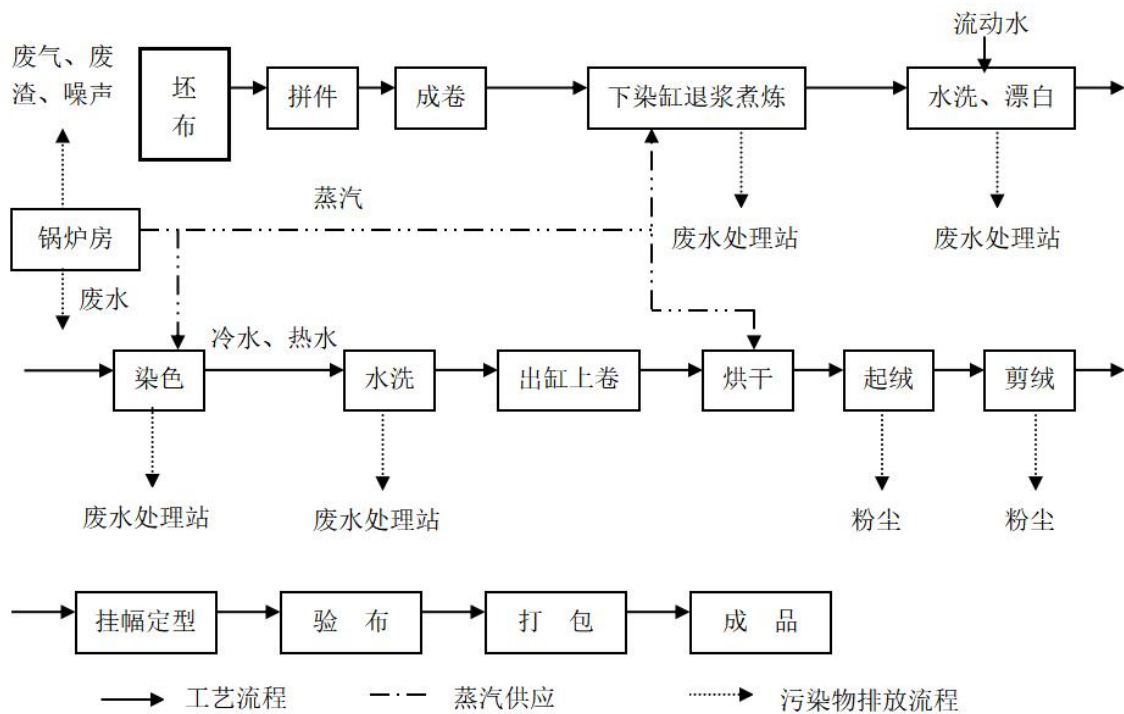 流动水
废气、废
渣、噪声
坯
布
拼件
成卷
下染缸退浆煮炼
水洗、漂白
蒸汽
锅炉房
废水处理站
废水处理站
废水
冷水、热水
染色
水洗
出缸上卷
烘干
起绒
剪绒
废水处理站
废水处理站
粉尘
粉尘
挂幅定型
验 布
打 包
成 品
工艺流程
蒸汽供应
污染物排放流程